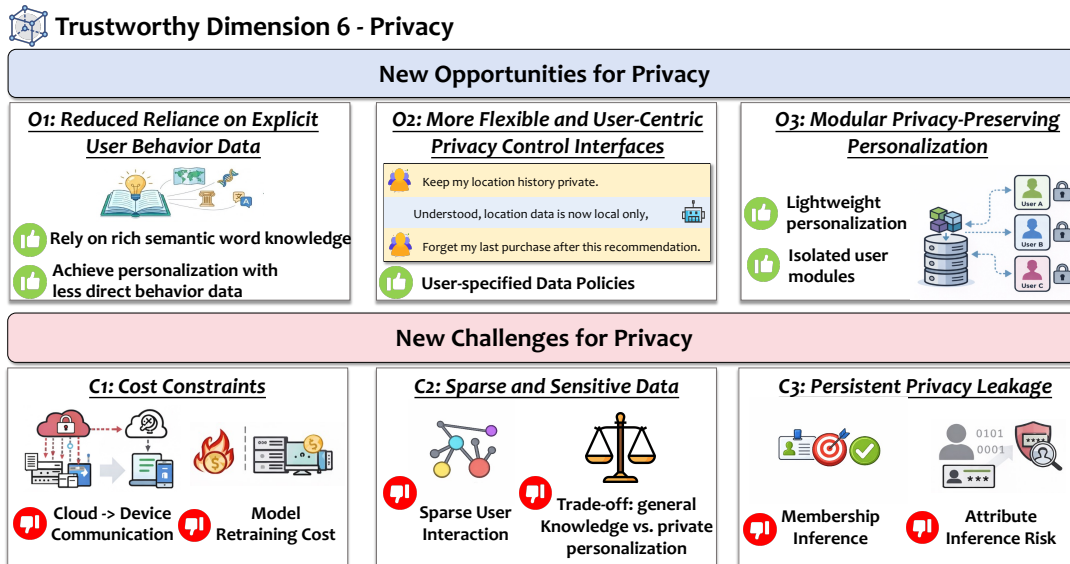 Trustworthy Dimension 6 - Privacy
New Opportunities for Privacy
O1: Reduced Reliance on Explicit
User Behavior Data
A
Rely on rich semantic word knowledge
Achieve personalization with
less direct behavior data
O2: More Flexible and User-Centric
Privacy Control Interfaces
Keep my location history private.
Understood, location data is now local only,
Forget my last purchase after this recommendation.
User-specified Data Policies
O3: Modular Privacy-Preserving
Personalization
Lightweight
personalization
Isolated user
modules
User A
User B
User C
New Challenges for Privacy
C1: Cost Constraints
$
$
Cloud -> Device
Communication
Model
Retraining Cost
C2: Sparse and Sensitive Data
Sparse User
Interaction
Trade-off: general
Knowledge vs. private
personalization
C3: Persistent Privacy Leakage
0101
0001
***
****
Membership
Inference
Attribute
Inference Risk